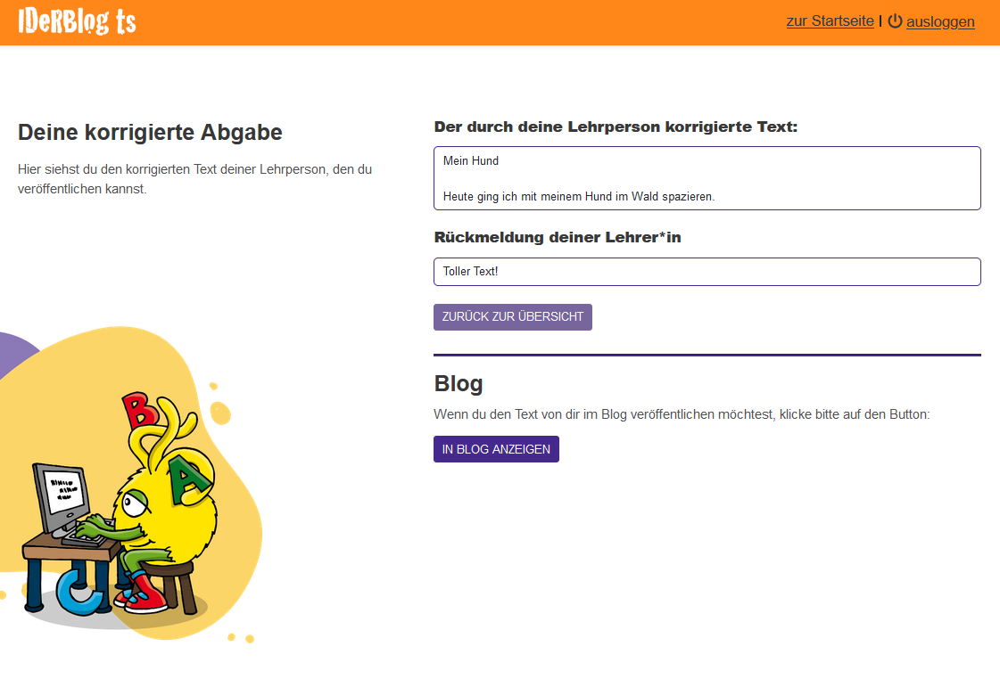 IDeRBlog ts
zur Startseite | ausloggen
Deine korrigierte Abgabe
Hier siehst du den korrigierten Text deiner Lehrperson, den du
veröffentlichen kannst.
Der durch deine Lehrperson korrigierte Text:
Mein Hund
Heute ging ich mit meinem Hund im Wald spazieren.
Rückmeldung deiner Lehrer*in
Toller Text!
ZURÜCK ZUR ÜBERSICHT
Blog
Wenn du den Text von dir im Blog veröffentlichen möchtest, klicke bitte auf den Button:
IN BLOG ANZEIGEN
B
A
C